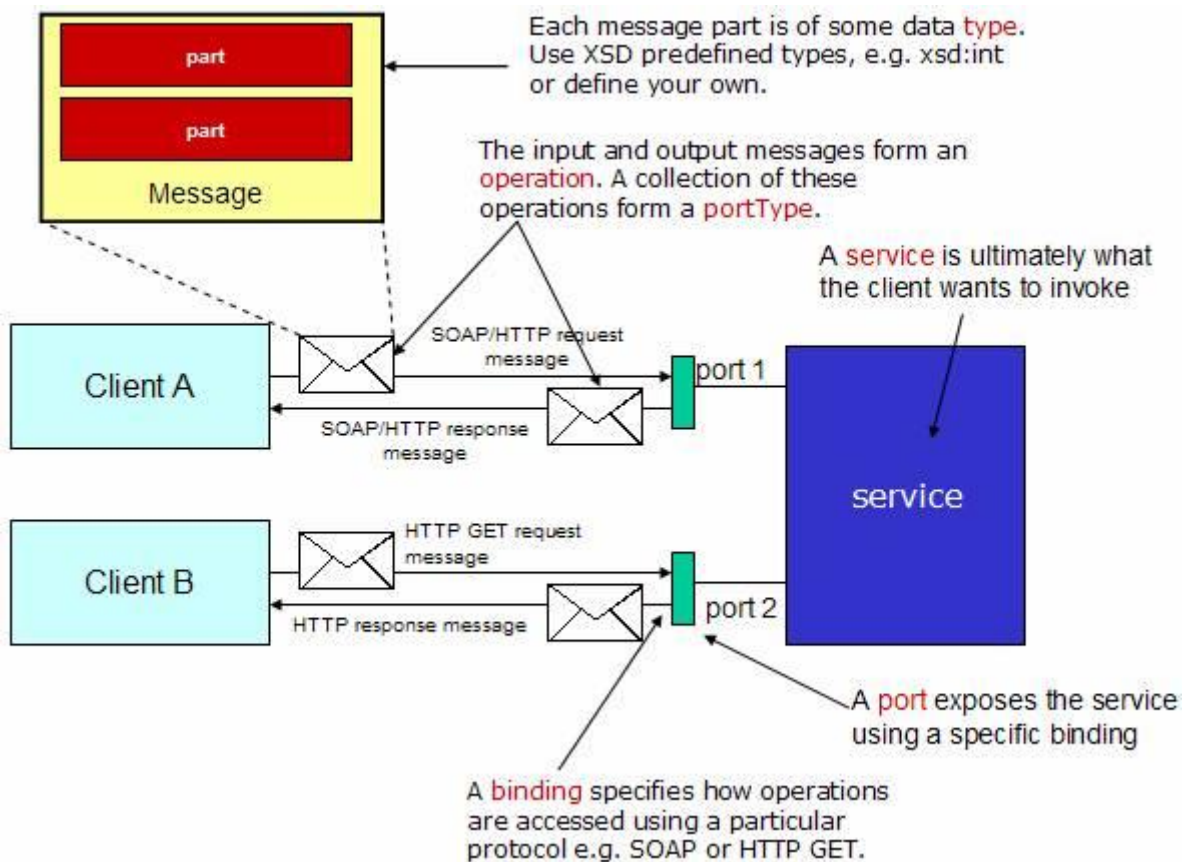 part
part
Message
Each message part is of some data type.
Use XSD predefined types, e.g. xsd:int
or define your own.
The input and output messages form an
operation. A collection of these
operations form a portType.
A service is ultimately what
the client wants to invoke
Client A
SOAP/HTTP request
message
port 1
SOAP/HTTP response
message
service
Client B
HTTP GET request
message
port 2
HTTP response message
A port exposes the service
using a specific binding
A binding specifies how operations
are accessed using a particular
protocol e.g. SOAP or HTTP GET.